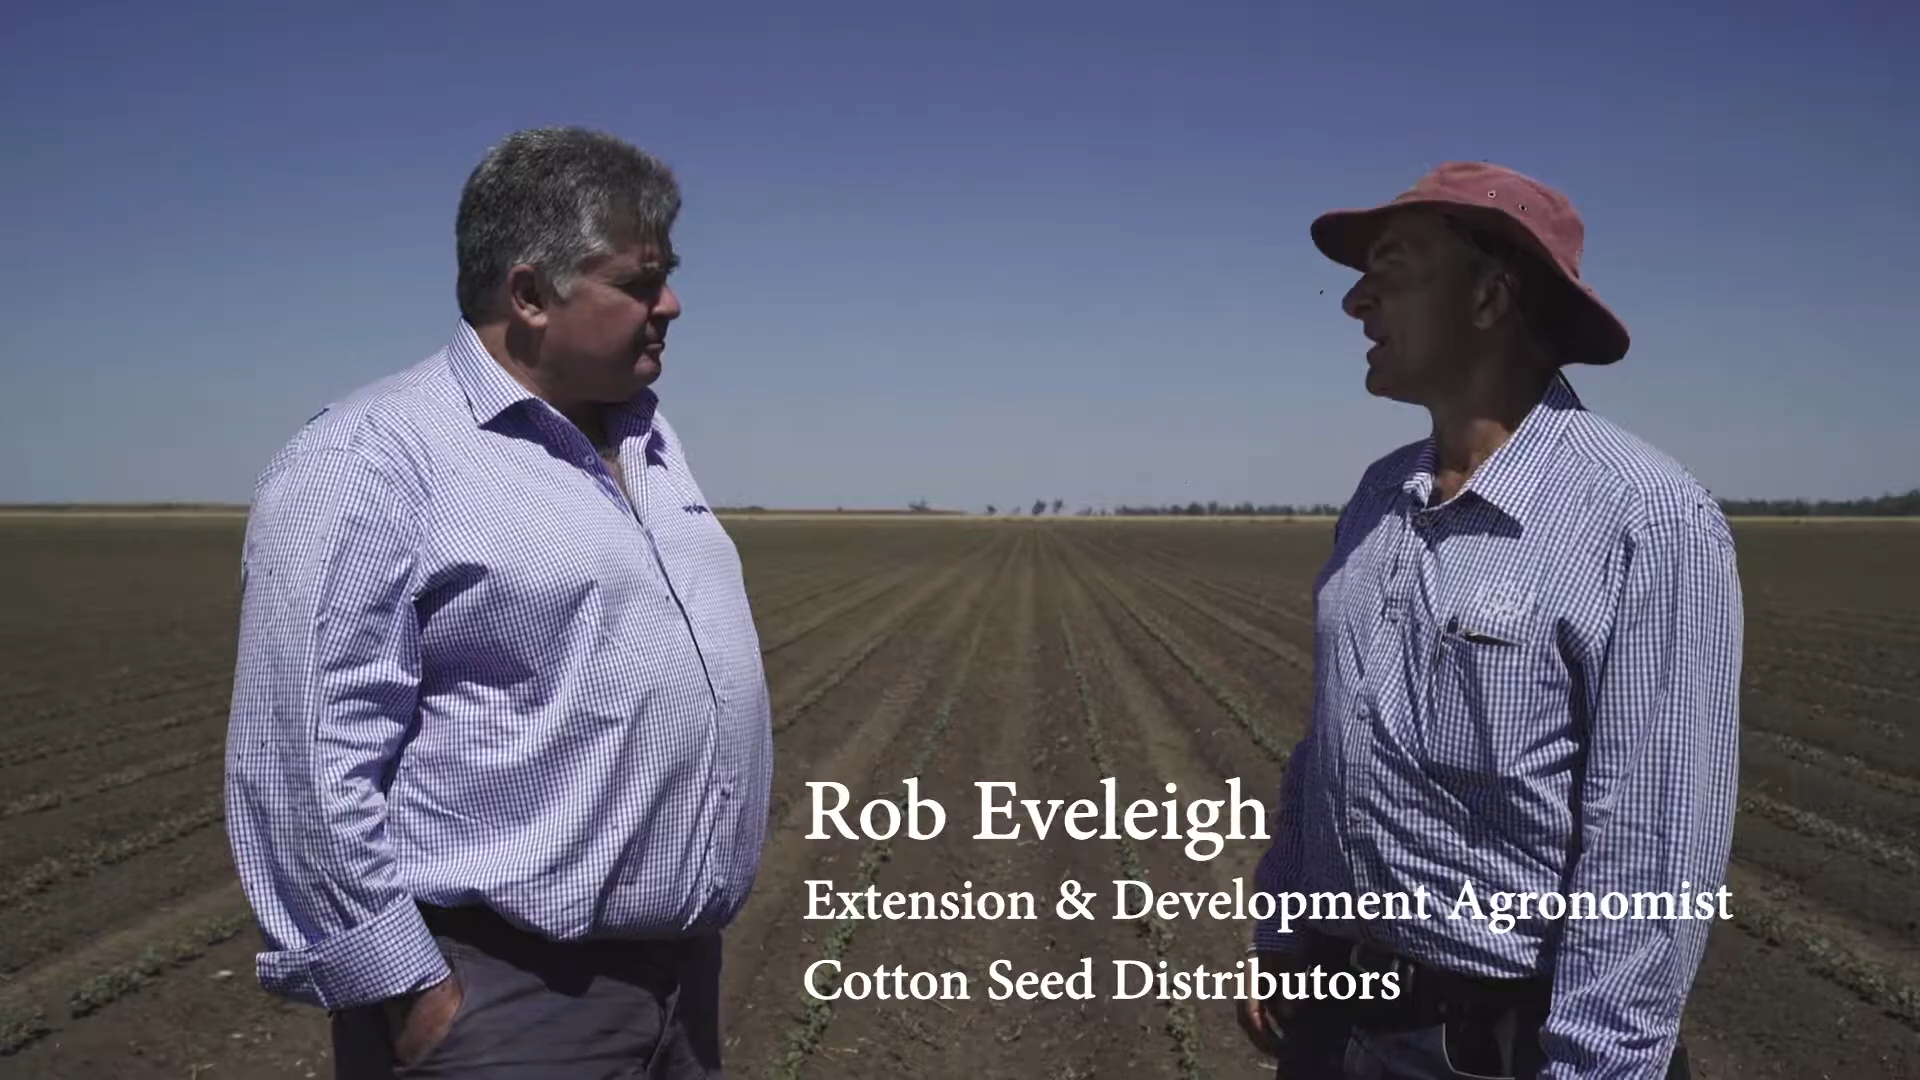 Rob Eveleigh
Extension & Development Agronomist
Cotton Seed Distributors